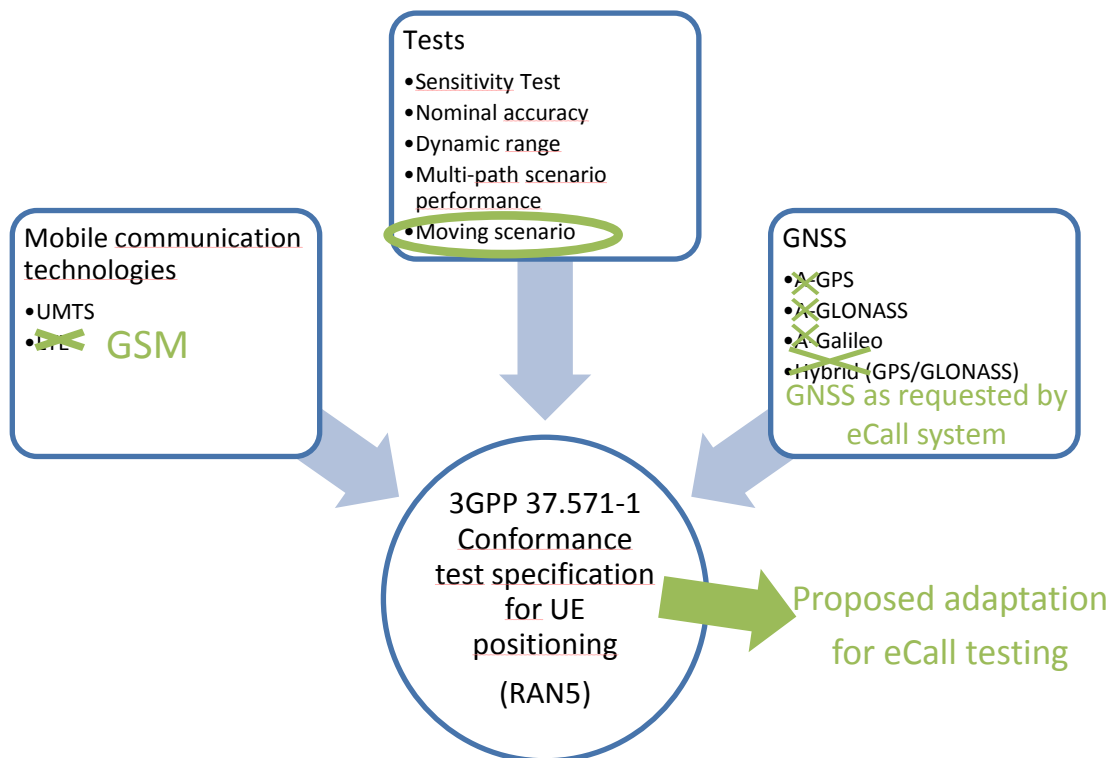 Tests
•Sensitivity Test
•Nominal accuracy
•Dynamic range
•Multi-path scenario
performance
•Moving scenario
Mobile communication
technologies
•UMTS
•LTE GSM
GNSS
•A-GPS
•A-GLONASS
•A-Galileo
•Hybrid (GPS/GLONASS)
GNSS as requested by
eCall system
3GPP 37.571-1
Conformance
test specification
for UE
positioning
(RAN5)
Proposed adaptation
for eCall testing